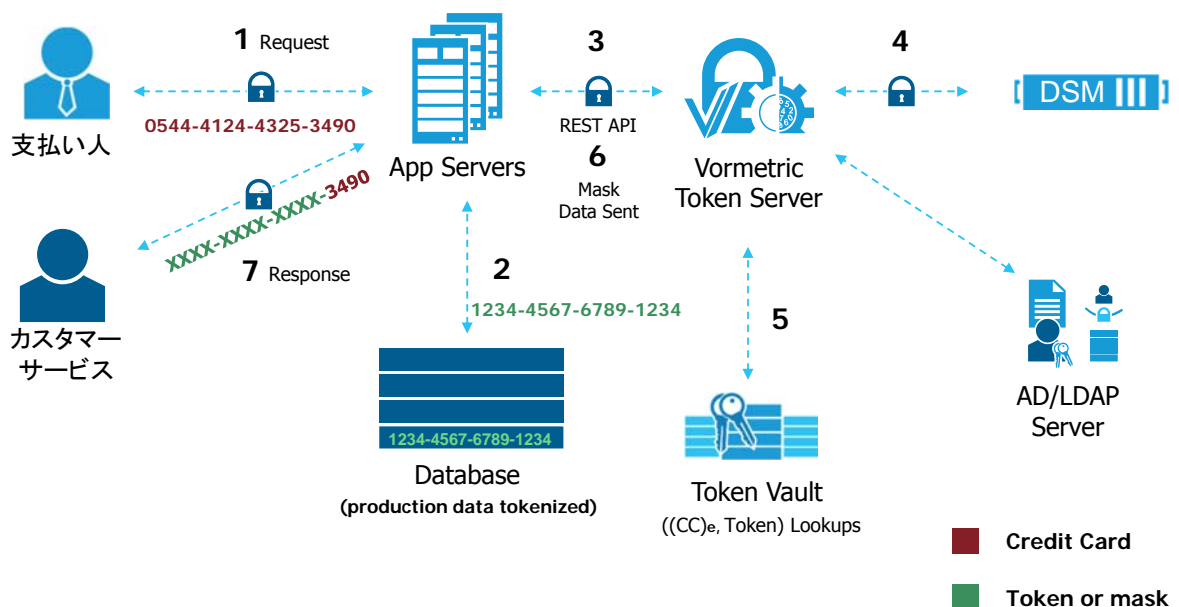 1 Request
0544-4124-4325-3490
支払い人
App Servers
3
REST API
6
Mask
Data Sent
Vormetric
Token Server
4
DSM
XXXX-XXXX-XXXX-3490
7 Response
カスタマー
サービス
2
1234-4567-6789-1234
1234-4567-6789-1234
Database
(production data tokenized)
5
Token Vault
((CC)e, Token) Lookups
AD/LDAP
Server
Credit Card
Token or mask